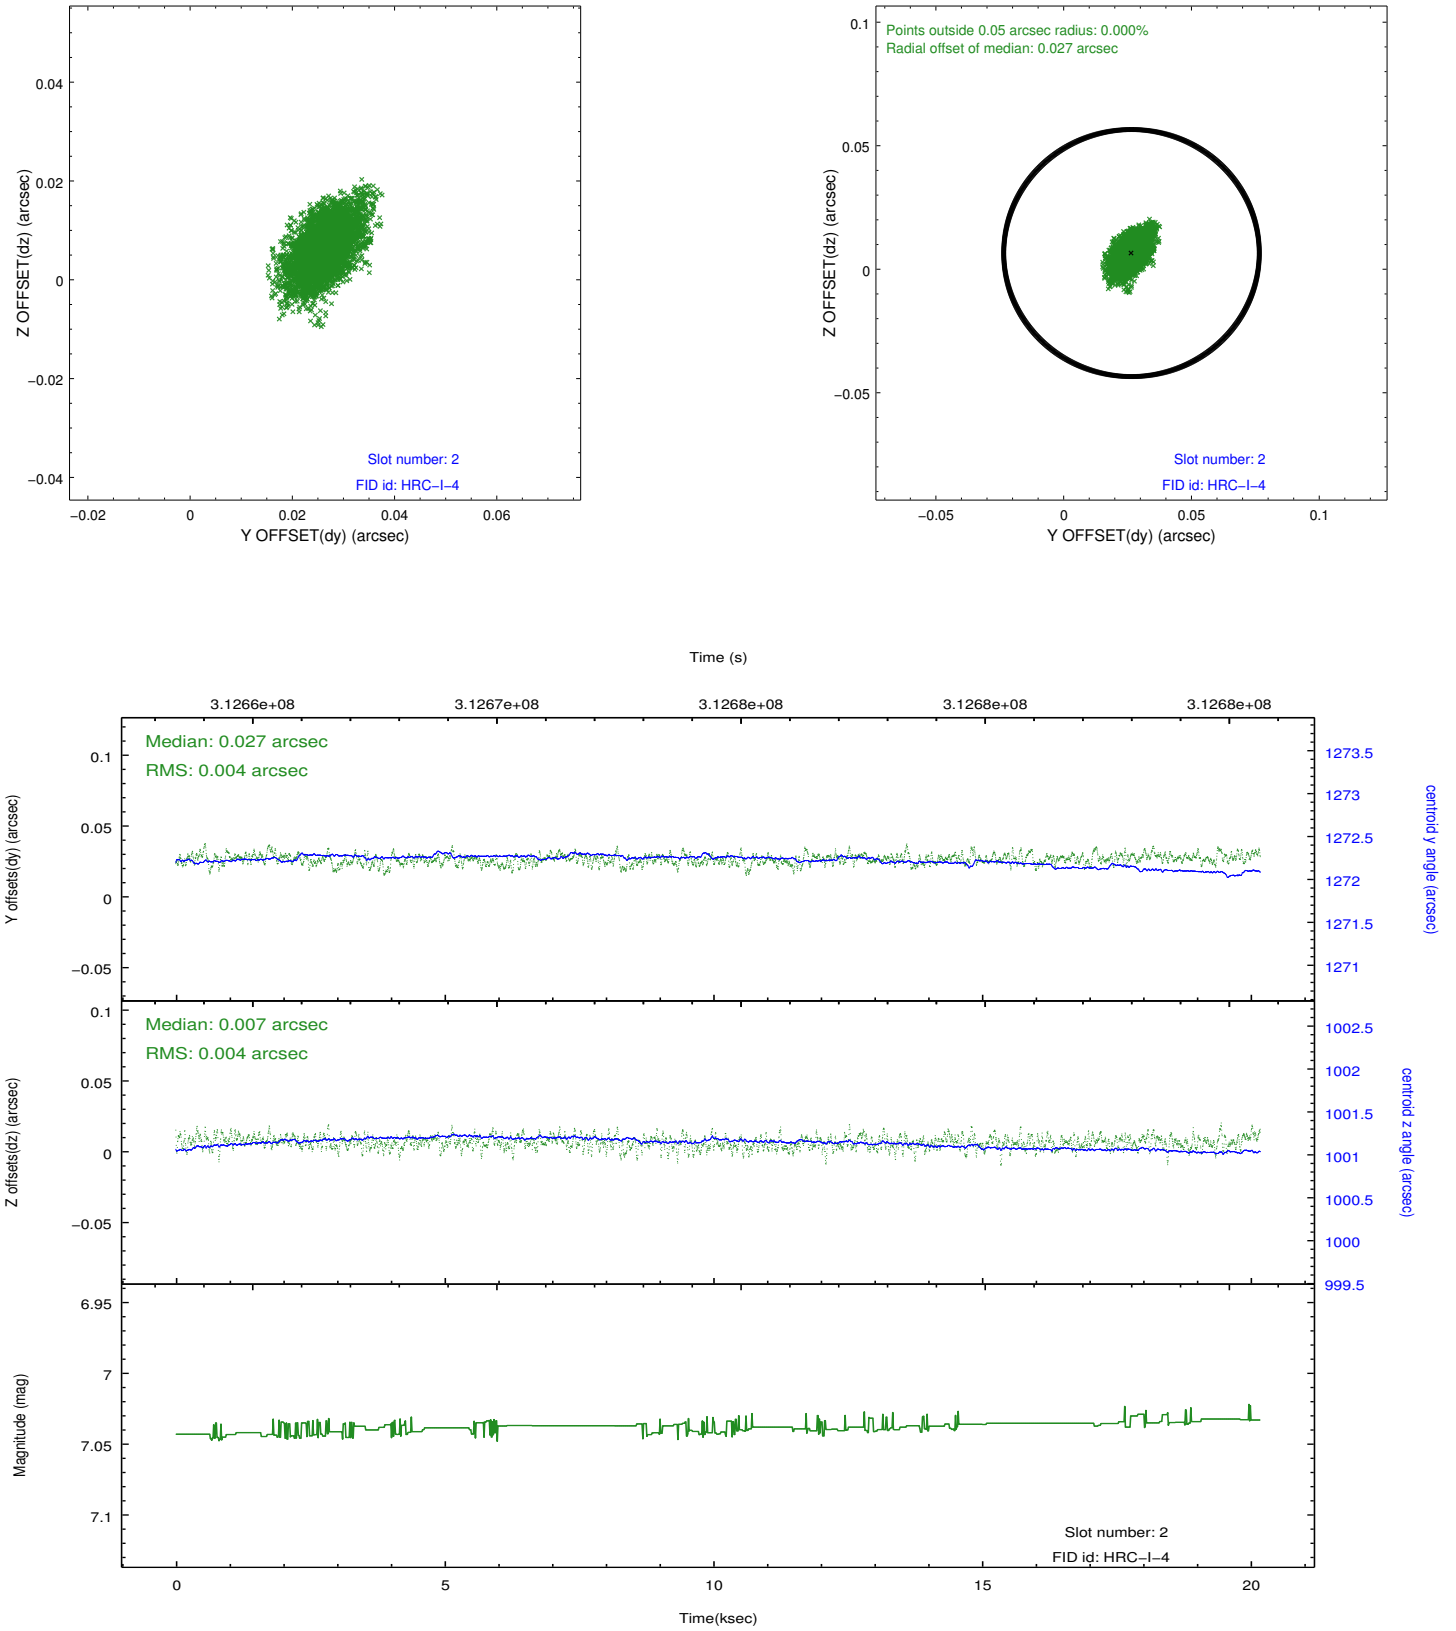 0.04
0.02
0
−0.02
−0.04
Z OFFSET(dz) (arcsec)
Slot number: 2
FID id: HRC−I−4
−0.02 0 0.02 0.04 0.06
Y OFFSET(dy) (arcsec)
Points outside 0.05 arcsec radius: 0.000%
Radial offset of median: 0.027 arcsec
0.1
0.05
0
−0.05
Z OFFSET(dz) (arcsec)
Slot number: 2
FID id: HRC−I−4
−0.05 0 0.05 0.1
Y OFFSET(dy) (arcsec)
Time (s)
3.1266e+08 3.1267e+08 3.1268e+08 3.1268e+08 3.1268e+08
Median: 0.027 arcsec
RMS: 0.004 arcsec
0.1
0.05
0
−0.05
Y offsets(dy) (arcsec)
1273.5
1273
1272.5
1272
1271.5
1271
centroid y angle (arcsec)
Median: 0.007 arcsec
RMS: 0.004 arcsec
0.1
0.05
0
−0.05
Z offsets(dz) (arcsec)
1002.5
1002
1001.5
1001
1000.5
1000
999.5
centroid z angle (arcsec)
6.95
7
7.05
7.1
Magnitude (mag)
Slot number: 2
FID id: HRC−I−4
0 5 10 15 20
Time(ksec)